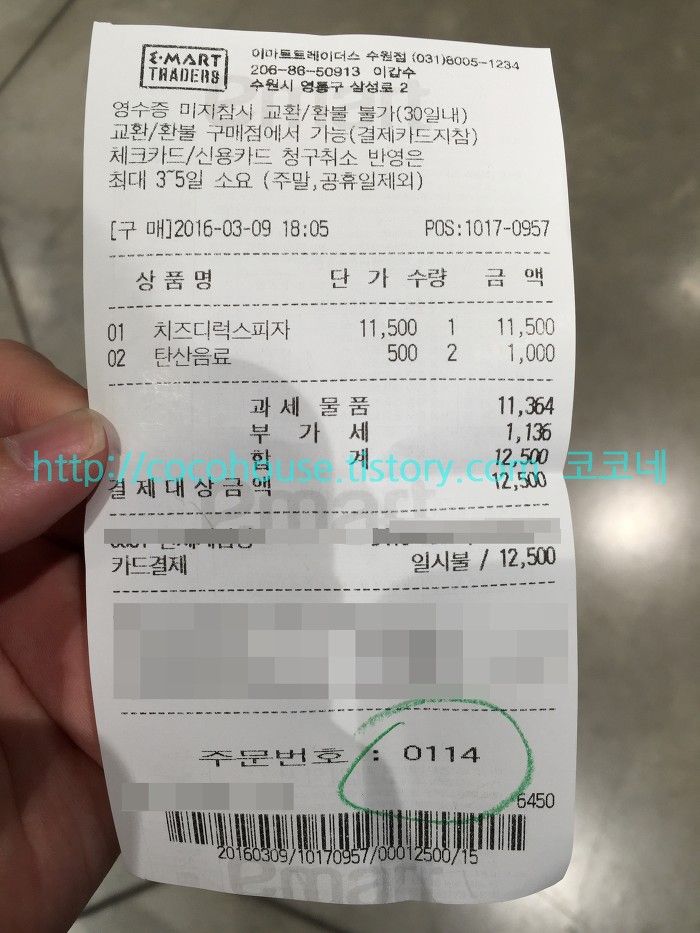 E·MART
TRADERS
이마트트레이더스 수원점 (031)8005-1234
206-86-50913 이갑수
수원시 영통구 삼성로 2
영수증 미지참시 교환/환불 불가(30일내)
교환/환불 구매점에서 가능(결제카드지참)
체크카드/신용카드 청구취소 반영은
최대 3~5일 소요 (주말,공휴일제외)
[구 매]2016-03-09 18:05 POS:1017-0957
상 품 명 단 가 수량 금 액
01 치즈디럭스피자 11,500 1 11,500
02 탄산음료 500 2 1,000
과 세 물 품 11,364
부 가 세 1,136
합 계 12,500
http://cocohouse.tistory.com 코코네
결 제 대 상 금 액 12,500
카드결제 일시불 / 12,500
주문번호 : 0114
6450
20160309/10170957/00012500/15